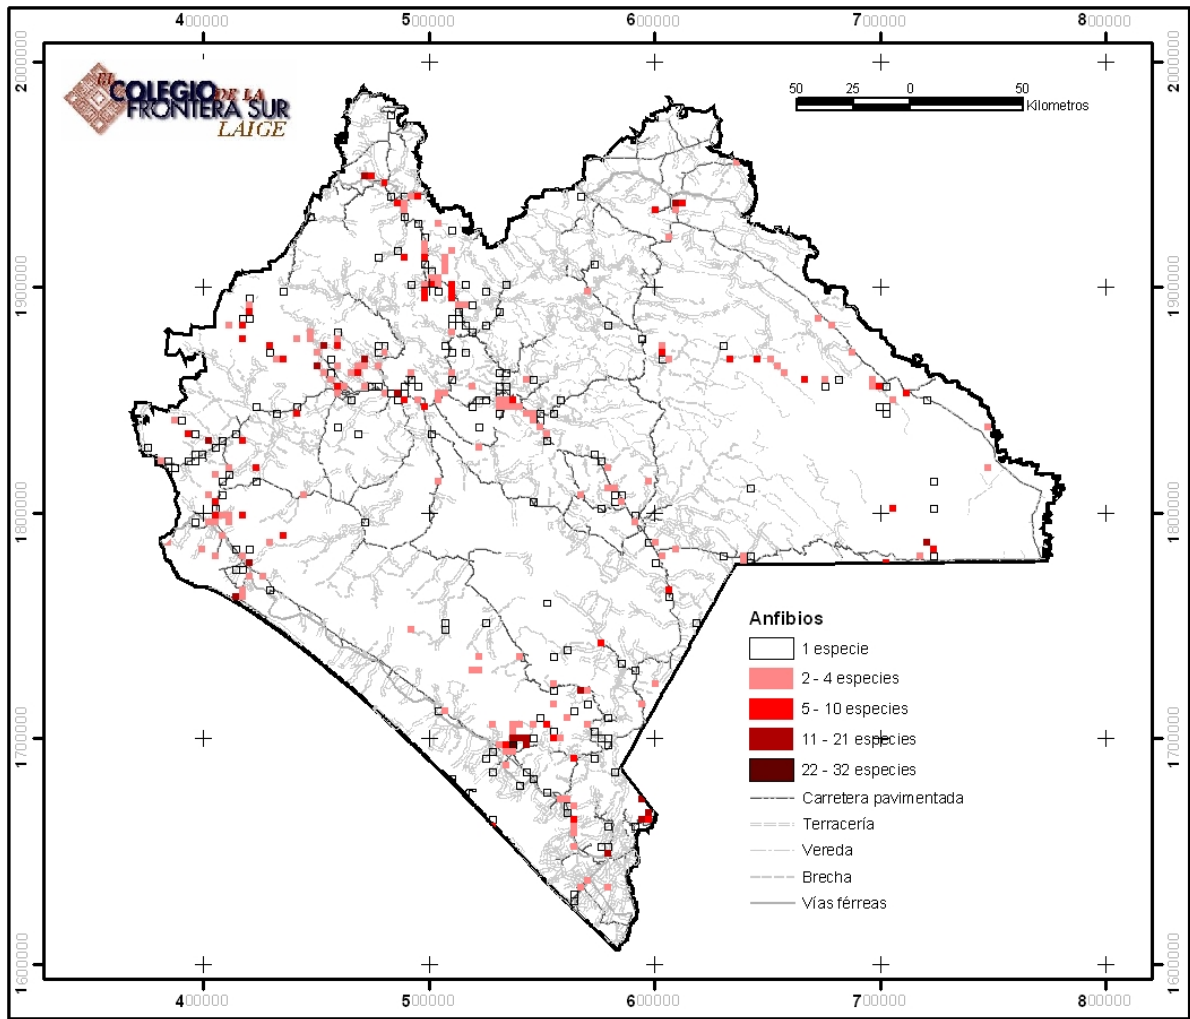 400000 500000 600000 700000 800000
2000000 2000000
EL
COLEGIO DE LA
FRONTERA SUR
LAIGE
50 25 0 50
Kilometros
1900000 1900000
1800000 1800000
Anfibios
1 especie
2 - 4 especies
5 - 10 especies
1700000 1700000
11 - 21 especies
22 - 32 especies
Carretera pavimentada
Terracería
Vereda
Brecha
Vías férreas
1600000 1600000
400000 500000 600000 700000 800000